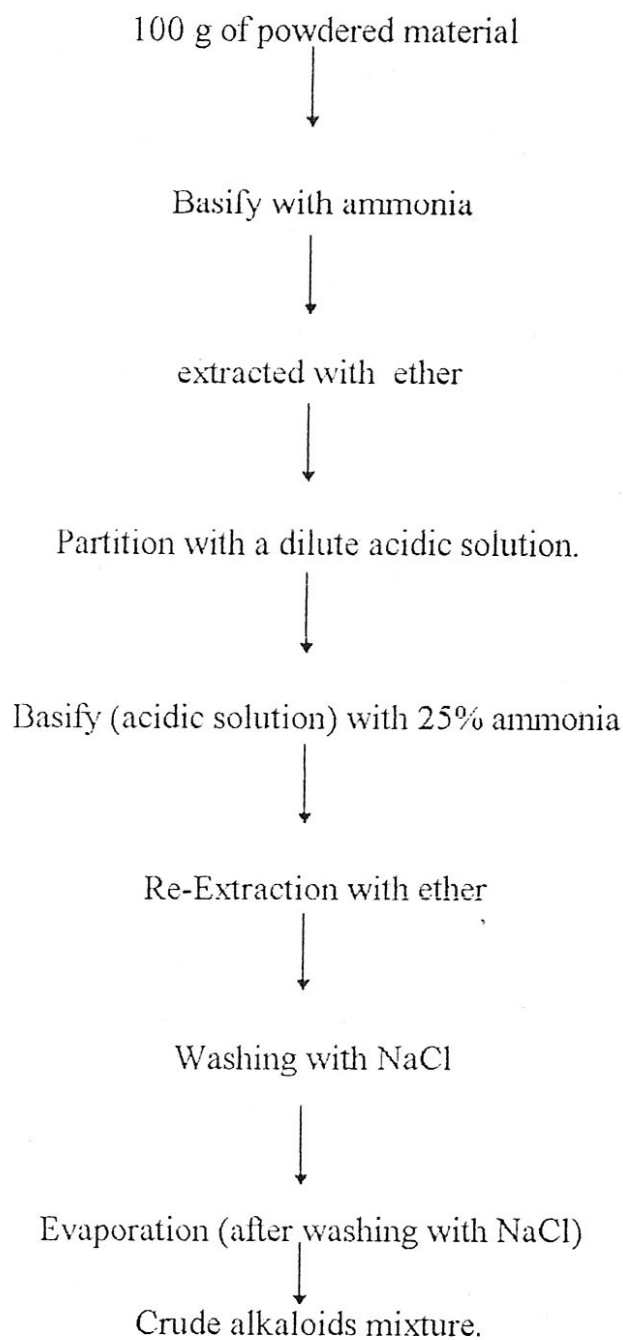 100 g of powdered material
Basify with ammonia
extracted with ether
Partition with a dilute acidic solution.
Basify (acidic solution) with 25% ammonia
Re-Extraction with ether
Washing with NaCl
Evaporation (after washing with NaCl)
Crude alkaloids mixture.